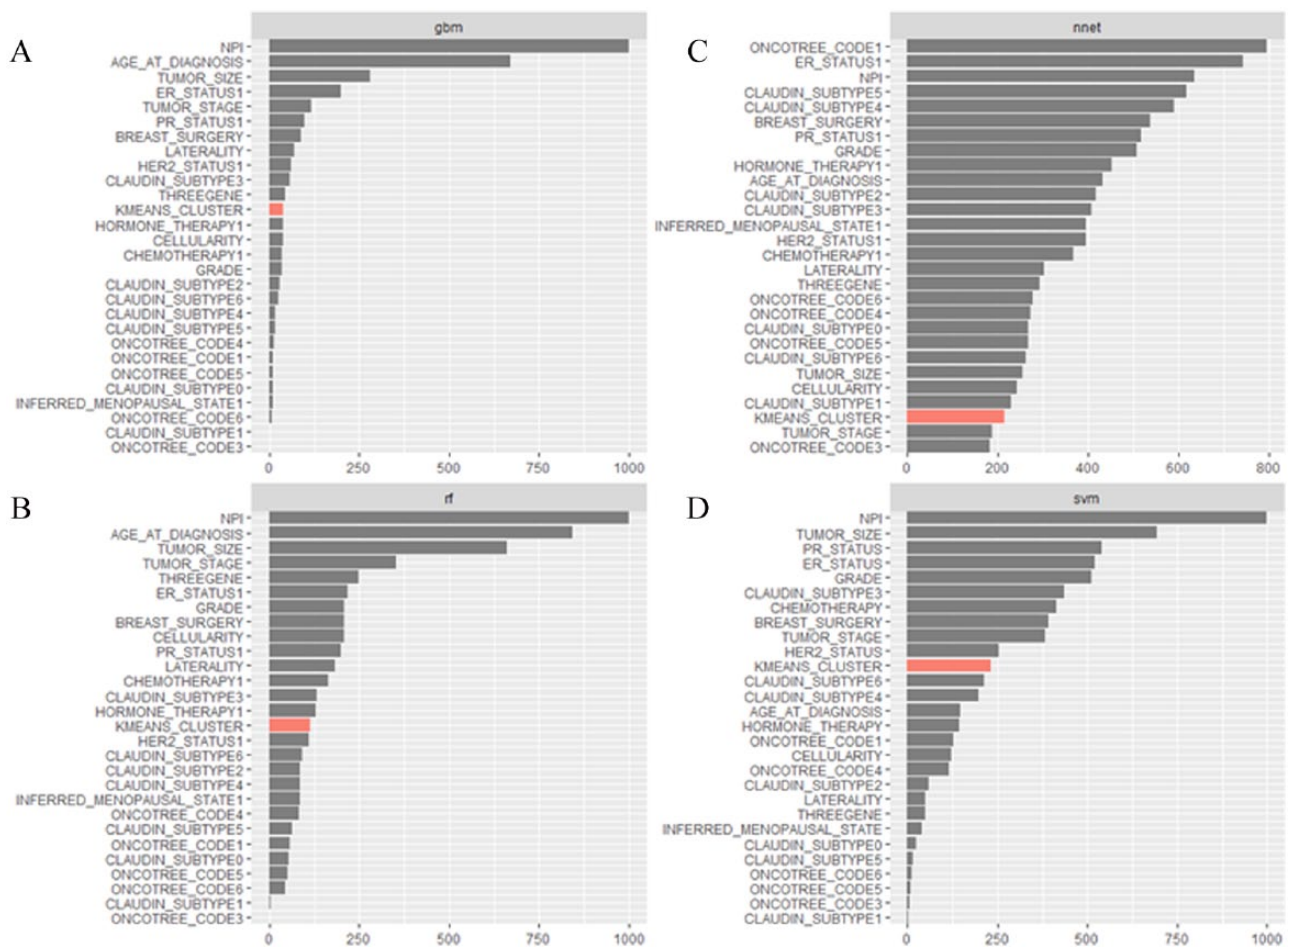 A
gbm
NPI
AGE_AT_DIAGNOSIS
TUMOR_SIZE
ER_STATUS1
TUMOR_STAGE
PR_STATUS1
BREAST_SURGERY
LATERALITY
HER2_STATUS1
CLAUDIN_SUBTYPE3
THREEGENE
KMEANS_CLUSTER
HORMONE_THERAPY1
CELLULARITY
CHEMOTHERAPY1
GRADE
CLAUDIN_SUBTYPE2
CLAUDIN_SUBTYPE6
CLAUDIN_SUBTYPE4
CLAUDIN_SUBTYPE5
ONCOTREE_CODE4
ONCOTREE_CODE1
ONCOTREE_CODE5
CLAUDIN_SUBTYPE0
INFERRED_MENOPAUSAL_STATE1
ONCOTREE_CODE6
CLAUDIN_SUBTYPE1
ONCOTREE_CODE3
0 250 500 750 1000
C
nnet
ONCOTREE_CODE1
ER_STATUS1
NPI
CLAUDIN_SUBTYPE5
CLAUDIN_SUBTYPE4
BREAST_SURGERY
PR_STATUS1
GRADE
HORMONE_THERAPY1
AGE_AT_DIAGNOSIS
CLAUDIN_SUBTYPE2
CLAUDIN_SUBTYPE3
INFERRED_MENOPAUSAL_STATE1
HER2_STATUS1
CHEMOTHERAPY1
LATERALITY
THREEGENE
ONCOTREE_CODE6
ONCOTREE_CODE4
CLAUDIN_SUBTYPE0
ONCOTREE_CODE5
CLAUDIN_SUBTYPE6
TUMOR_SIZE
CELLULARITY
CLAUDIN_SUBTYPE1
KMEANS_CLUSTER
TUMOR_STAGE
ONCOTREE_CODE3
0 200 400 600 800
B
rf
NPI
AGE_AT_DIAGNOSIS
TUMOR_SIZE
TUMOR_STAGE
THREEGENE
ER_STATUS1
GRADE
BREAST_SURGERY
CELLULARITY
PR_STATUS1
LATERALITY
CHEMOTHERAPY1
CLAUDIN_SUBTYPE3
HORMONE_THERAPY1
KMEANS_CLUSTER
HER2_STATUS1
CLAUDIN_SUBTYPE6
CLAUDIN_SUBTYPE2
CLAUDIN_SUBTYPE4
INFERRED_MENOPAUSAL_STATE1
ONCOTREE_CODE4
CLAUDIN_SUBTYPE5
ONCOTREE_CODE1
CLAUDIN_SUBTYPE0
ONCOTREE_CODE5
ONCOTREE_CODE6
CLAUDIN_SUBTYPE1
ONCOTREE_CODE3
0 250 500 750 1000
D
svm
NPI
TUMOR_SIZE
PR_STATUS
ER_STATUS
GRADE
CLAUDIN_SUBTYPE3
CHEMOTHERAPY
BREAST_SURGERY
TUMOR_STAGE
HER2_STATUS
KMEANS_CLUSTER
CLAUDIN_SUBTYPE6
CLAUDIN_SUBTYPE4
AGE_AT_DIAGNOSIS
HORMONE_THERAPY
ONCOTREE_CODE1
CELLULARITY
ONCOTREE_CODE4
CLAUDIN_SUBTYPE2
LATERALITY
THREEGENE
INFERRED_MENOPAUSAL_STATE
CLAUDIN_SUBTYPE0
CLAUDIN_SUBTYPE5
ONCOTREE_CODE6
ONCOTREE_CODE5
ONCOTREE_CODE3
CLAUDIN_SUBTYPE1
0 250 500 750 1000